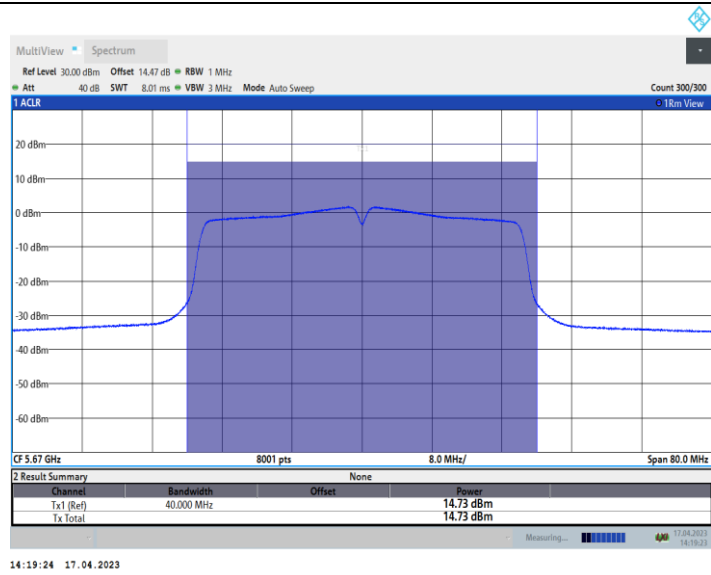 MultiView Spectrum
Ref Level 30.00 dBm Offset 14.47 dB RBW 1 MHz
Att 40 dB SWT 8.01 ms VBW 3 MHz Mode Auto Sweep Count 300/300
1 ACLR 1Rm View
20 dBm
10 dBm
0 dBm
-10 dBm
-20 dBm
-30 dBm
-40 dBm
-50 dBm
-60 dBm
CF 5.67 GHz 8001 pts 8.0 MHz/ Span 80.0 MHz
2 Result Summary None
Channel Bandwidth Offset Power
Tx1 (Ref) 40.000 MHz 14.73 dBm
Tx Total 14.73 dBm
Measuring... 17.04.2023
14:19:23
14:19:24 17.04.2023